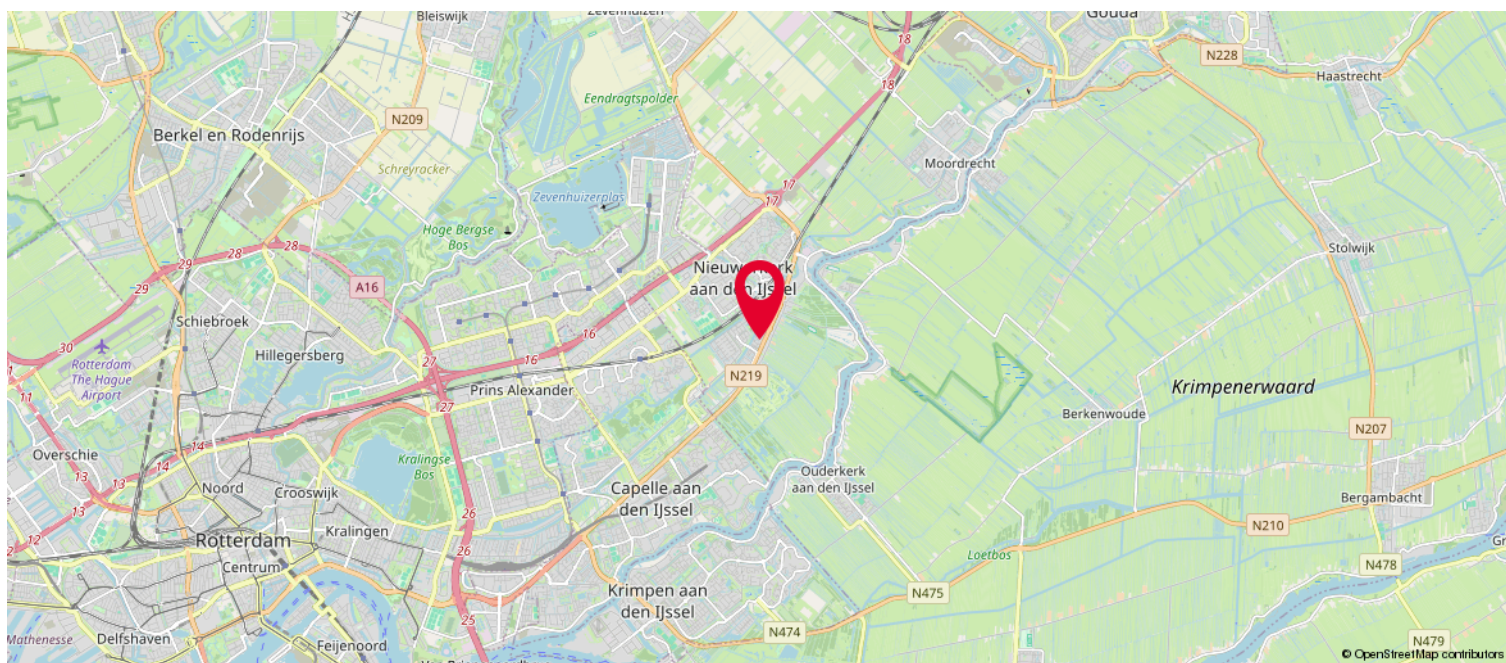 Bleiswijk
Zevenhuizen
Gouda
18
N228
Haastrecht
18
Eendragtspolder
N209
Berkel en Rodenrijs
Schreyracker
Moordrecht
Zevenhuizerplas
17
17
Hoge Bergse
Bos
28
28
Stolwijk
29
29
A16
Nieuwerkerk
aan den IJssel
Schiebroek
16
30
Rotterdam
The Hague
Airport
Hillegersberg
27
16
N219
Prins Alexander
Krimpenerwaard
11
27
Berkenwoude
14
N207
Overschie
14
Kralingse
Bos
13
13
Noord
Crooswijk
Capelle aan
den IJssel
Ouderkerk
aan den IJssel
Bergambacht
26
N210
12
Kralingen
Rotterdam
Centrum
26
Loetbos
N478
Krimpen aan
den IJssel
N475
25
Mathenesse
Delfshaven
Feijenoord
N474
N479
© OpenStreetMap contributors